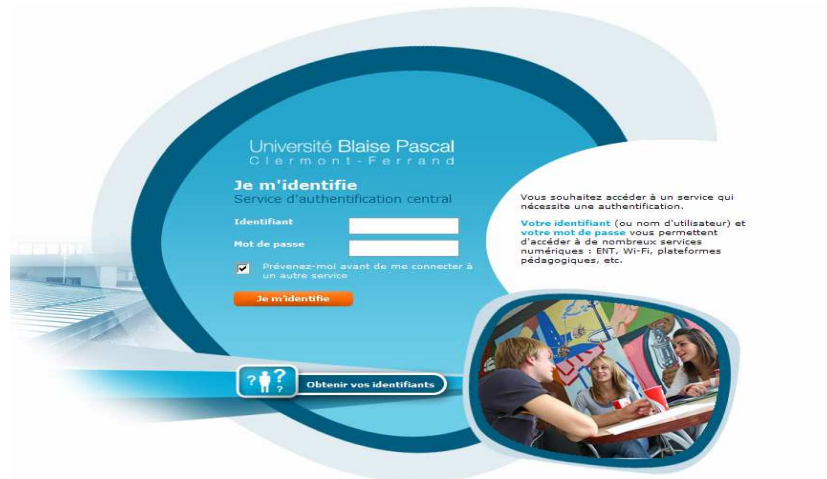 Université Blaise Pascal
Clermont-Ferrand
Je m'identifie
Service d'authentification central
Identifiant
Mot de passe
Prévenez-moi avant de me connecter à
un autre service
Je m'identifie
Obtenir vos identifiants
Vous souhaitez accéder à un service qui
nécessite une authentification.
Votre identifiant (ou nom d'utilisateur) et
votre mot de passe vous permettent
d'accéder à de nombreux services
numériques : ENT, Wi-Fi, plateformes
pédagogiques, etc.